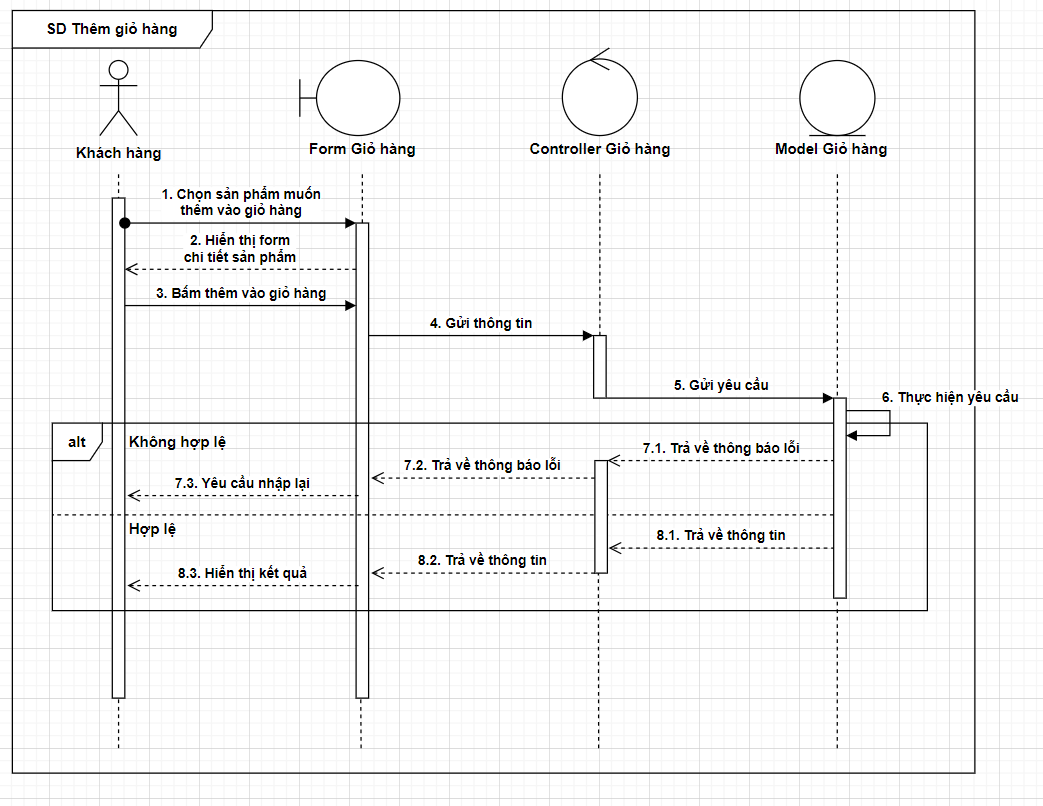 SD Thêm giỏ hàng
Khách hàng
Form Giỏ hàng
Controller Giỏ hàng
Model Giỏ hàng
1. Chọn sản phẩm muốn
thêm vào giỏ hàng
2. Hiển thị form
chi tiết sản phẩm
3. Bấm thêm vào giỏ hàng
4. Gửi thông tin
5. Gửi yêu cầu
6. Thực hiện yêu cầu
alt
Không hợp lệ
7.1. Trả về thông báo lỗi
7.2. Trả về thông báo lỗi
7.3. Yêu cầu nhập lại
Hợp lệ
8.1. Trả về thông tin
8.2. Trả về thông tin
8.3. Hiển thị kết quả